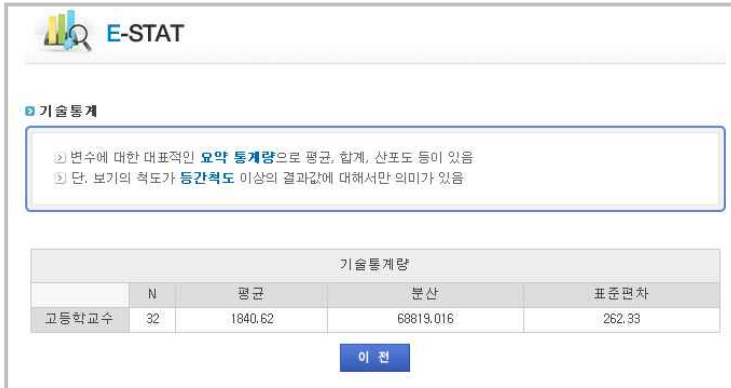 E-STAT
기술통계
변수에 대한 대표적인 요약 통계량으로 평균, 합계, 산포도 등이 있음
단, 보기의 척도가 등간척도 이상의 결과값에 대해서만 의미가 있음
기술통계량
N 평균 분산 표준편차
고등학교수 32 1840.62 68819.016 262.33
이 전